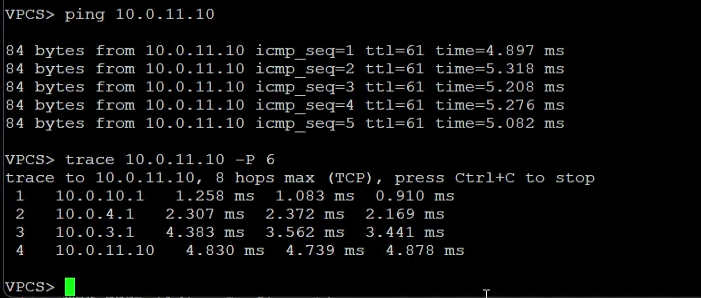 VPCS> ping 10.0.11.10
84 bytes from 10.0.11.10 icmp_seq=1 ttl=61 time=4.897 ms
84 bytes from 10.0.11.10 icmp_seq=2 ttl=61 time=5.318 ms
84 bytes from 10.0.11.10 icmp_seq=3 ttl=61 time=5.208 ms
84 bytes from 10.0.11.10 icmp_seq=4 ttl=61 time=5.276 ms
84 bytes from 10.0.11.10 icmp_seq=5 ttl=61 time=5.082 ms
VPCS> trace 10.0.11.10 -P 6
trace to 10.0.11.10, 8 hops max (TCP), press Ctrl+C to stop
1 10.0.10.1 1.258 ms 1.083 ms 0.910 ms
2 10.0.4.1 2.307 ms 2.372 ms 2.169 ms
3 10.0.3.1 4.383 ms 3.562 ms 3.441 ms
4 10.0.11.10 4.830 ms 4.739 ms 4.878 ms
VPCS>